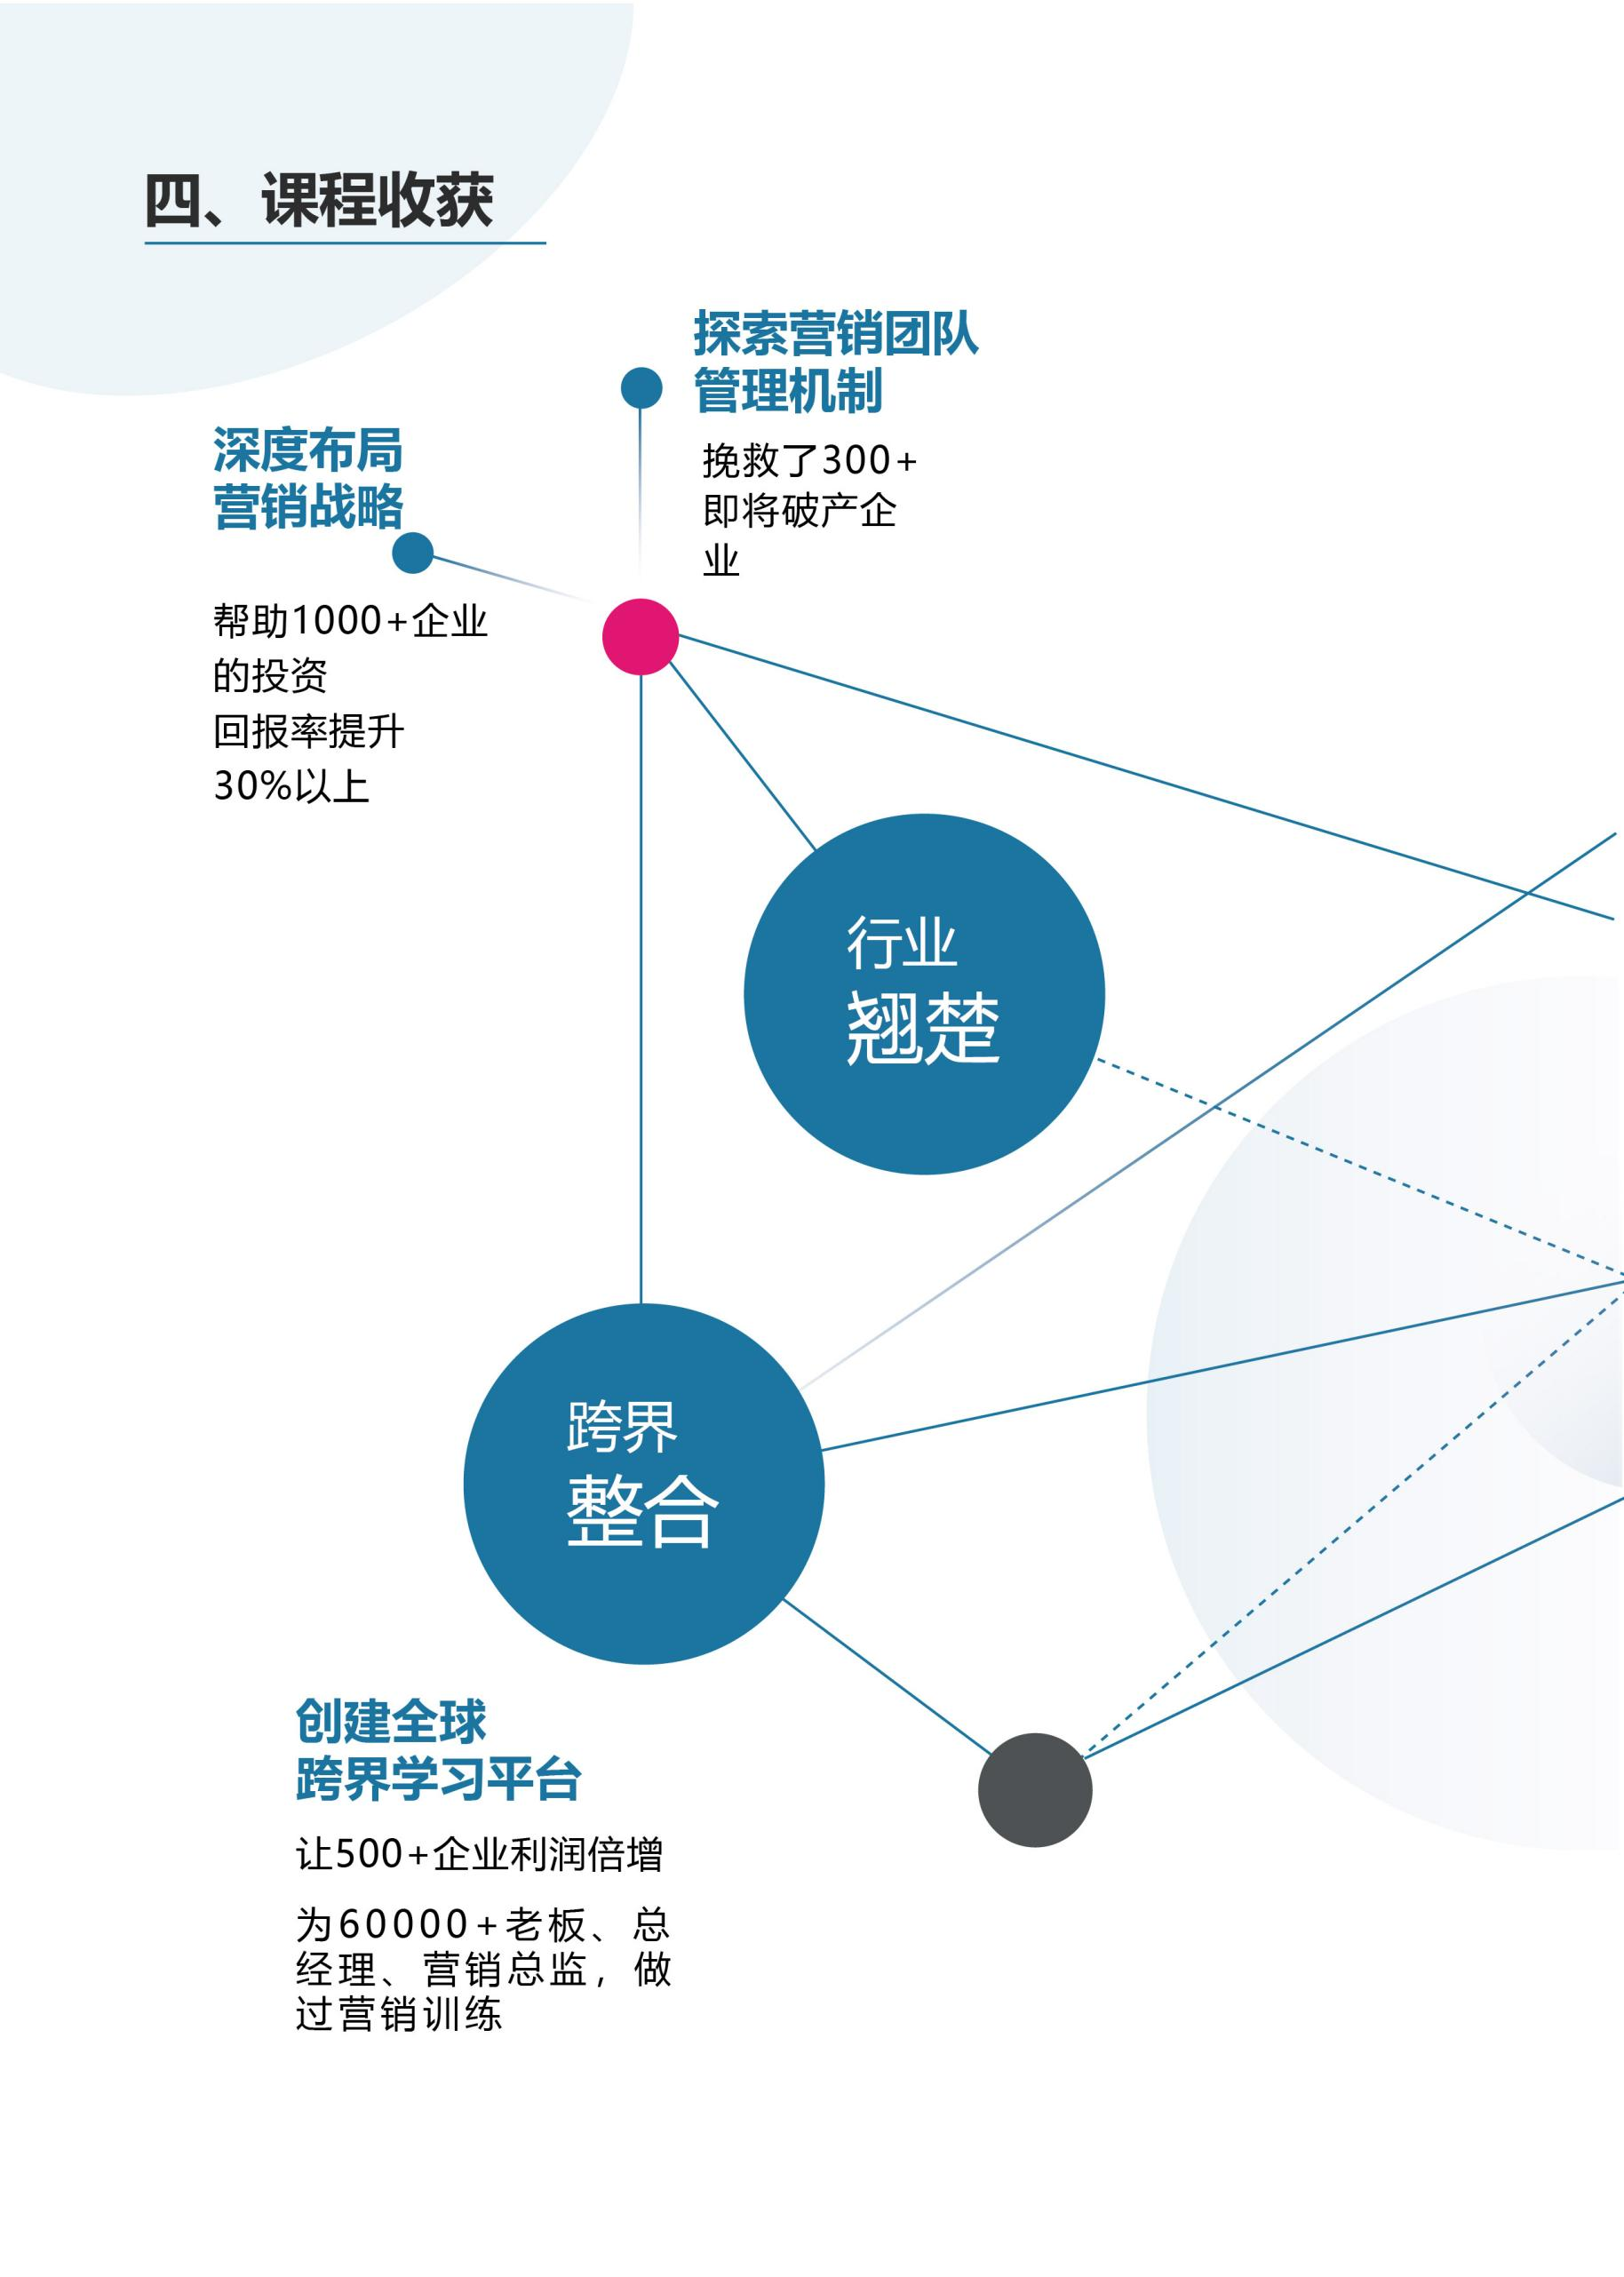 四、课程收获
探索营销团队
管理机制
挽救了300+
即将破产企
业
深度布局
营销战略
帮助1000+企业
的投资
回报率提升
30%以上
行业
翘楚
跨界
整合
创建全球
跨界学习平台
让500+企业利润倍增
为60000+老板、总
经理、营销总监，做
过营销训练